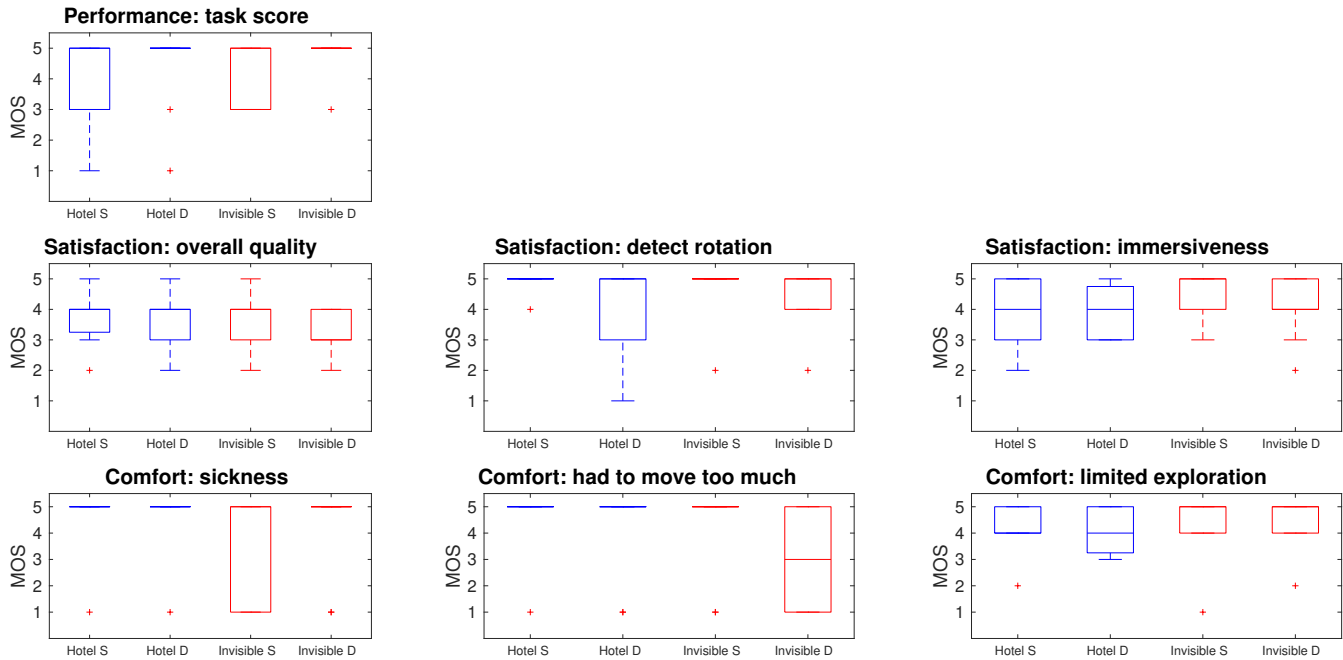 Performance: task score
MOS
5
4
3
2
1
Hotel S Hotel D Invisible S Invisible D
Satisfaction: overall quality
MOS
5
4
3
2
1
Hotel S Hotel D Invisible S Invisible D
Satisfaction: detect rotation
MOS
5
4
3
2
1
Hotel S Hotel D Invisible S Invisible D
Satisfaction: immersiveness
MOS
5
4
3
2
1
Hotel S Hotel D Invisible S Invisible D
Comfort: sickness
MOS
5
4
3
2
1
Hotel S Hotel D Invisible S Invisible D
Comfort: had to move too much
MOS
5
4
3
2
1
Hotel S Hotel D Invisible S Invisible D
Comfort: limited exploration
MOS
5
4
3
2
1
Hotel S Hotel D Invisible S Invisible D